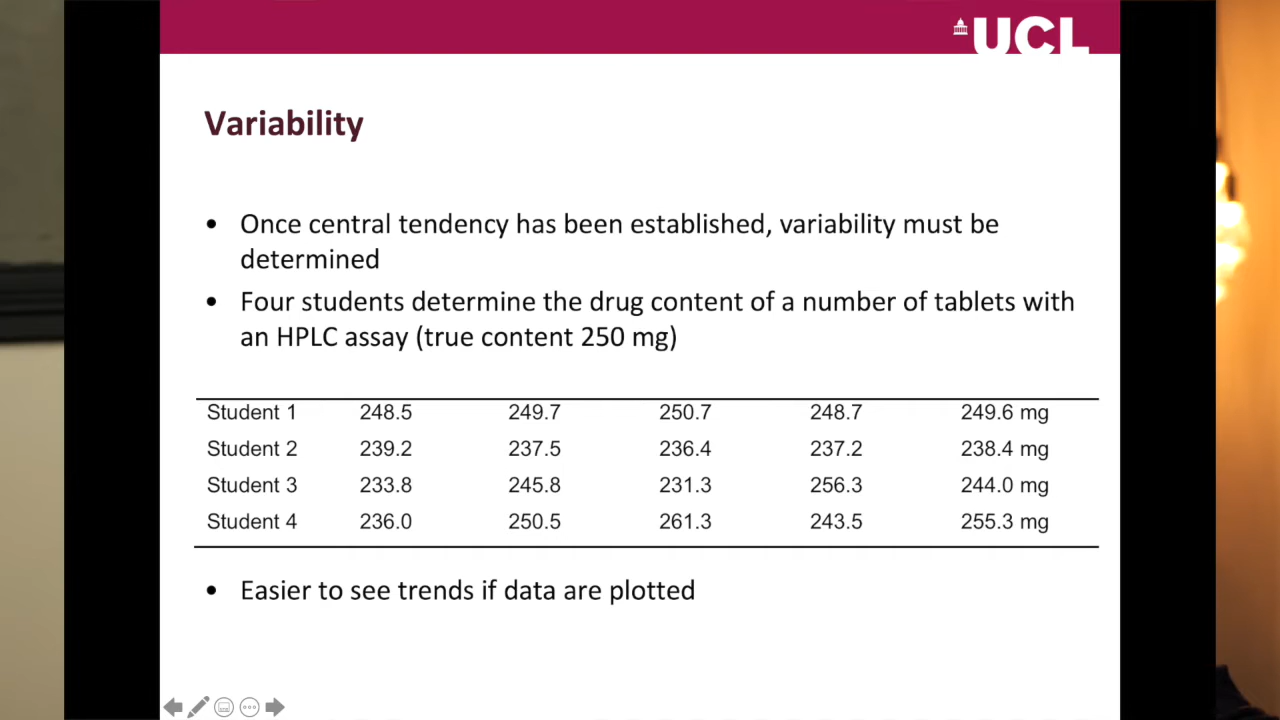 UCL
Variability
• Once central tendency has been established, variability must be
determined
• Four students determine the drug content of a number of tablets with
an HPLC assay (true content 250 mg)
Student 1 248.5 249.7 250.7 248.7 249.6 mg
Student 2 239.2 237.5 236.4 237.2 238.4 mg
Student 3 233.8 245.8 231.3 256.3 244.0 mg
Student 4 236.0 250.5 261.3 243.5 255.3 mg
• Easier to see trends if data are plotted